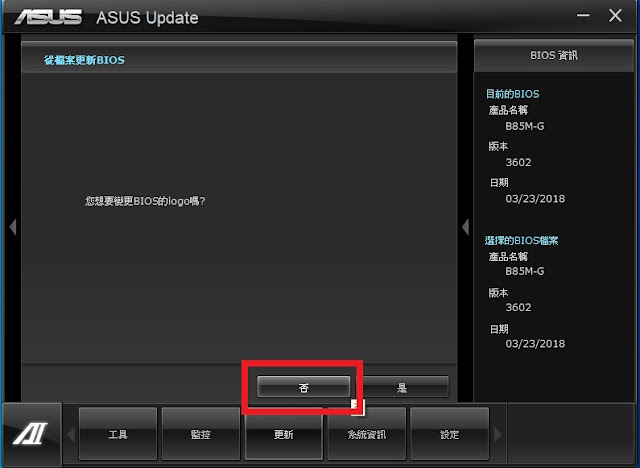 ASUS ASUS Update
從檔案更新BIOS
您想要變更BIOS的logo嗎?
否
是
BIOS 資訊
目前的BIOS
產品名稱
B85M-G
版本
3602
日期
03/23/2018
選擇的BIOS檔案
產品名稱
B85M-G
版本
3602
日期
03/23/2018
工具
監控
更新
系統資訊
設定